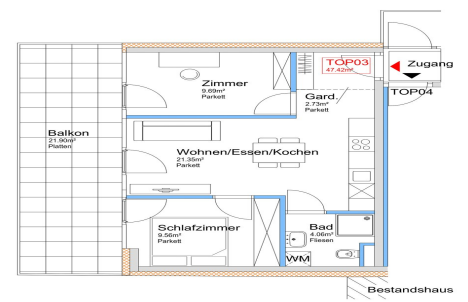 TOP03
47.42m²
Zugang
TOP04
Zimmer
9.69m²
Parkett
Gard.
2.73m²
Parkett
Balkon
21.90m²
Platten
Wohnen/Essen/Kochen
21.35m²
Parkett
Schlafzimmer
9.56m²
Parkett
Bad
4.06m²
Fliesen
WM
Bestandshaus